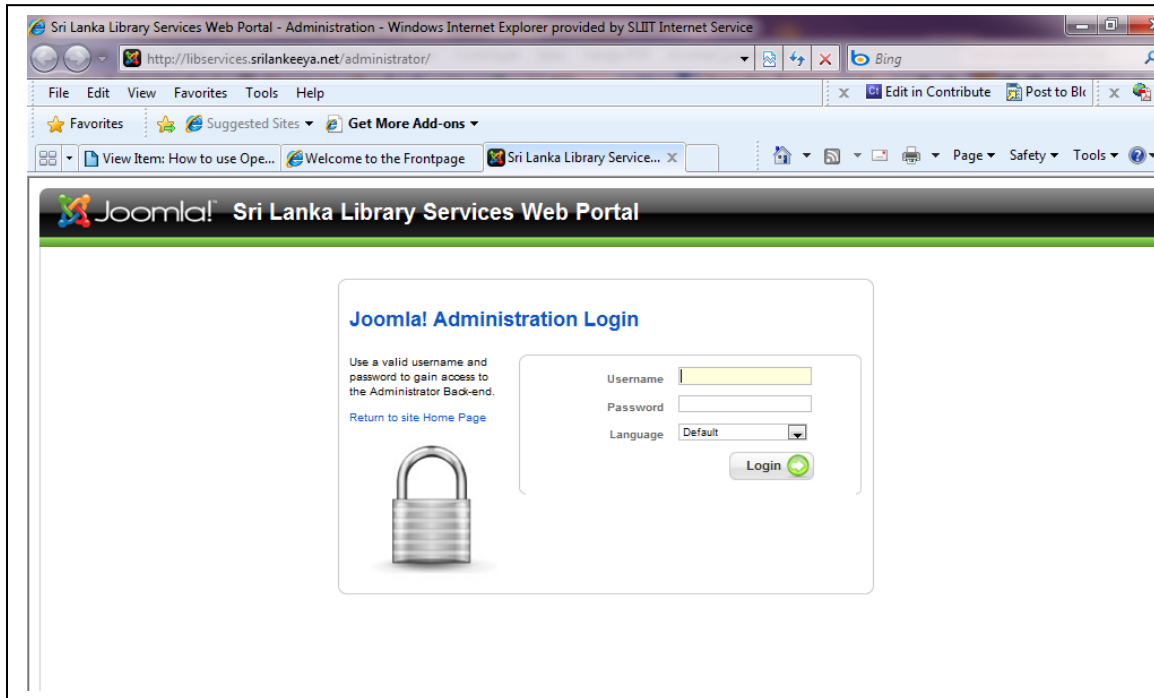 Sri Lanka Library Services Web Portal - Administration - Windows Internet Explorer provided by SLIIT Internet Service
http://libservices.srilankeeya.net/administrator/
Bing
File Edit View Favorites Tools Help
Edit in Contribute Post to Blo
Favorites Suggested Sites Get More Add-ons
View Item: How to use Ope... Welcome to the Frontpage Sri Lanka Library Service... Page Safety Tools
Joomla!™ Sri Lanka Library Services Web Portal
Joomla! Administration Login
Use a valid username and
password to gain access to
the Administrator Back-end.
Return to site Home Page
Username
Password
Language Default
Login